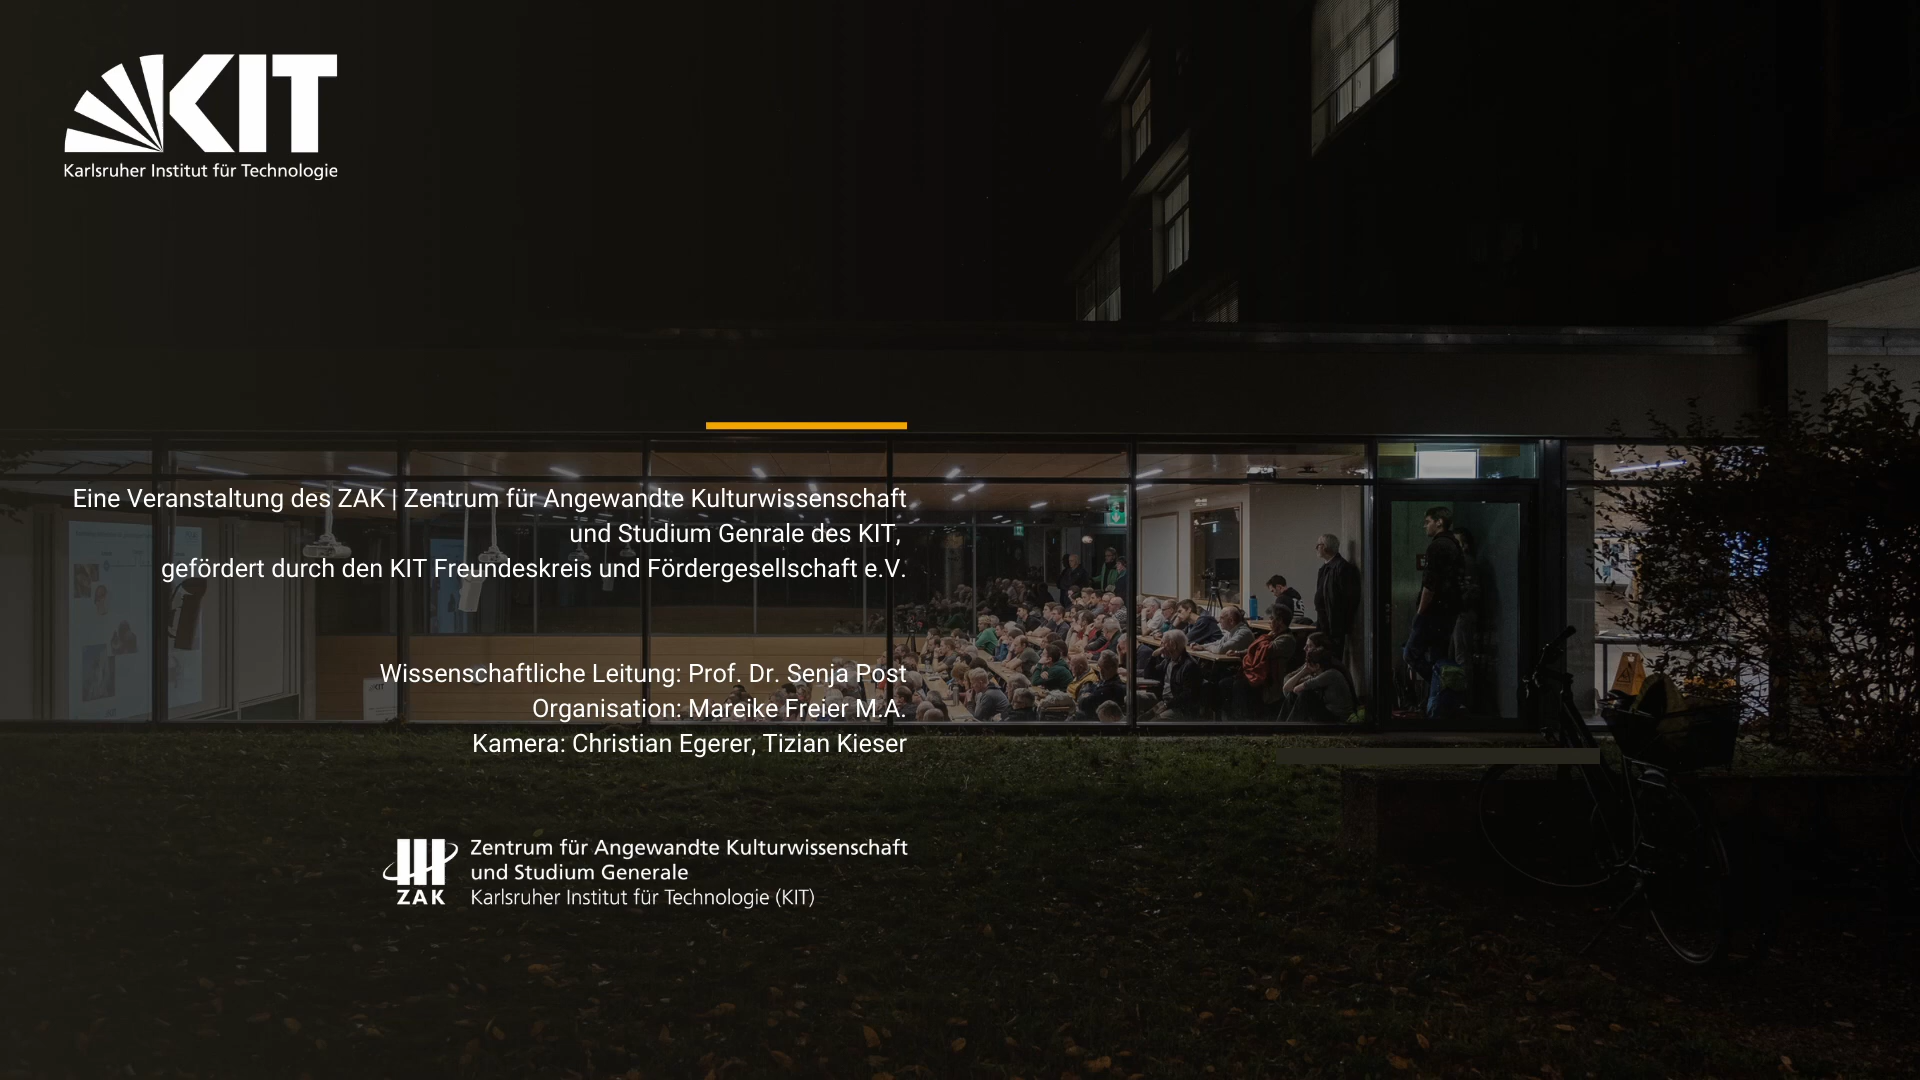 KIT
Karlsruher Institut für Technologie
Eine Veranstaltung des ZAK | Zentrum für Angewandte Kulturwissenschaft
und Studium Genrale des KIT,
gefördert durch den KIT Freundeskreis und Fördergesellschaft e.V.
Wissenschaftliche Leitung: Prof. Dr. Senja Post
Organisation: Mareike Freier M.A.
Kamera: Christian Egerer, Tizian Kieser
ZAK
Zentrum für Angewandte Kulturwissenschaft
und Studium Generale
Karlsruher Institut für Technologie (KIT)